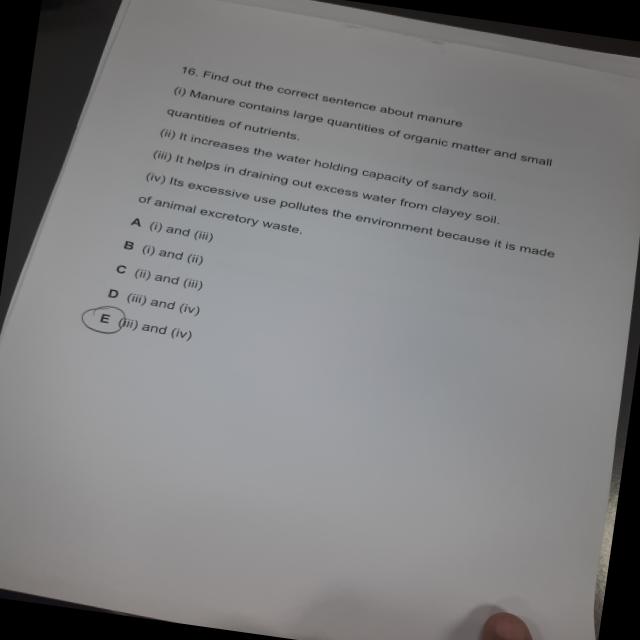 16. Find out the correct sentence about manure
(i) Manure contains large quantities of organic matter and small
quantities of nutrients.
(ii) It increases the water holding capacity of sandy soil.
(iii) It helps in draining out excess water from clayey soil.
(iv) Its excessive use pollutes the environment because it is made
of animal excretory waste.
A (i) and (iii)
B (i) and (ii)
C (ii) and (iii)
D (iii) and (iv)
E (iii) and (iv)